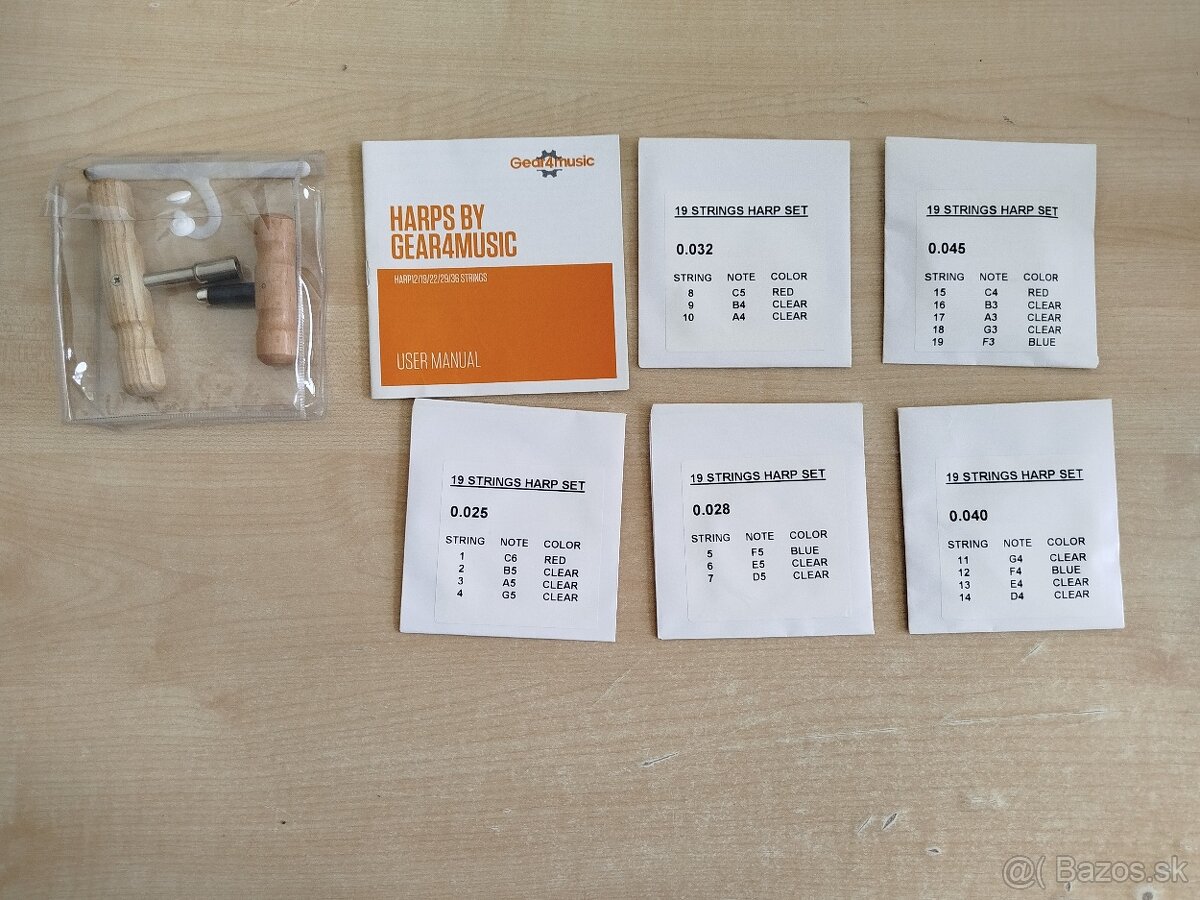 Gear4music
HARPS BY
GEAR4MUSIC
HARP12/19/22/29/36 STRINGS
USER MANUAL
19 STRINGS HARP SET
0.032
STRING NOTE COLOR
8 C5 RED
9 B4 CLEAR
10 A4 CLEAR
19 STRINGS HARP SET
0.045
STRING NOTE COLOR
15 C4 RED
16 B3 CLEAR
17 A3 CLEAR
18 G3 CLEAR
19 F3 BLUE
19 STRINGS HARP SET
0.025
STRING NOTE COLOR
1 C6 RED
2 B5 CLEAR
3 A5 CLEAR
4 G5 CLEAR
19 STRINGS HARP SET
0.028
STRING NOTE COLOR
5 F5 BLUE
6 E5 CLEAR
7 D5 CLEAR
19 STRINGS HARP SET
0.040
STRING NOTE COLOR
11 G4 CLEAR
12 F4 BLUE
13 E4 CLEAR
14 D4 CLEAR
@( Bazos.sk